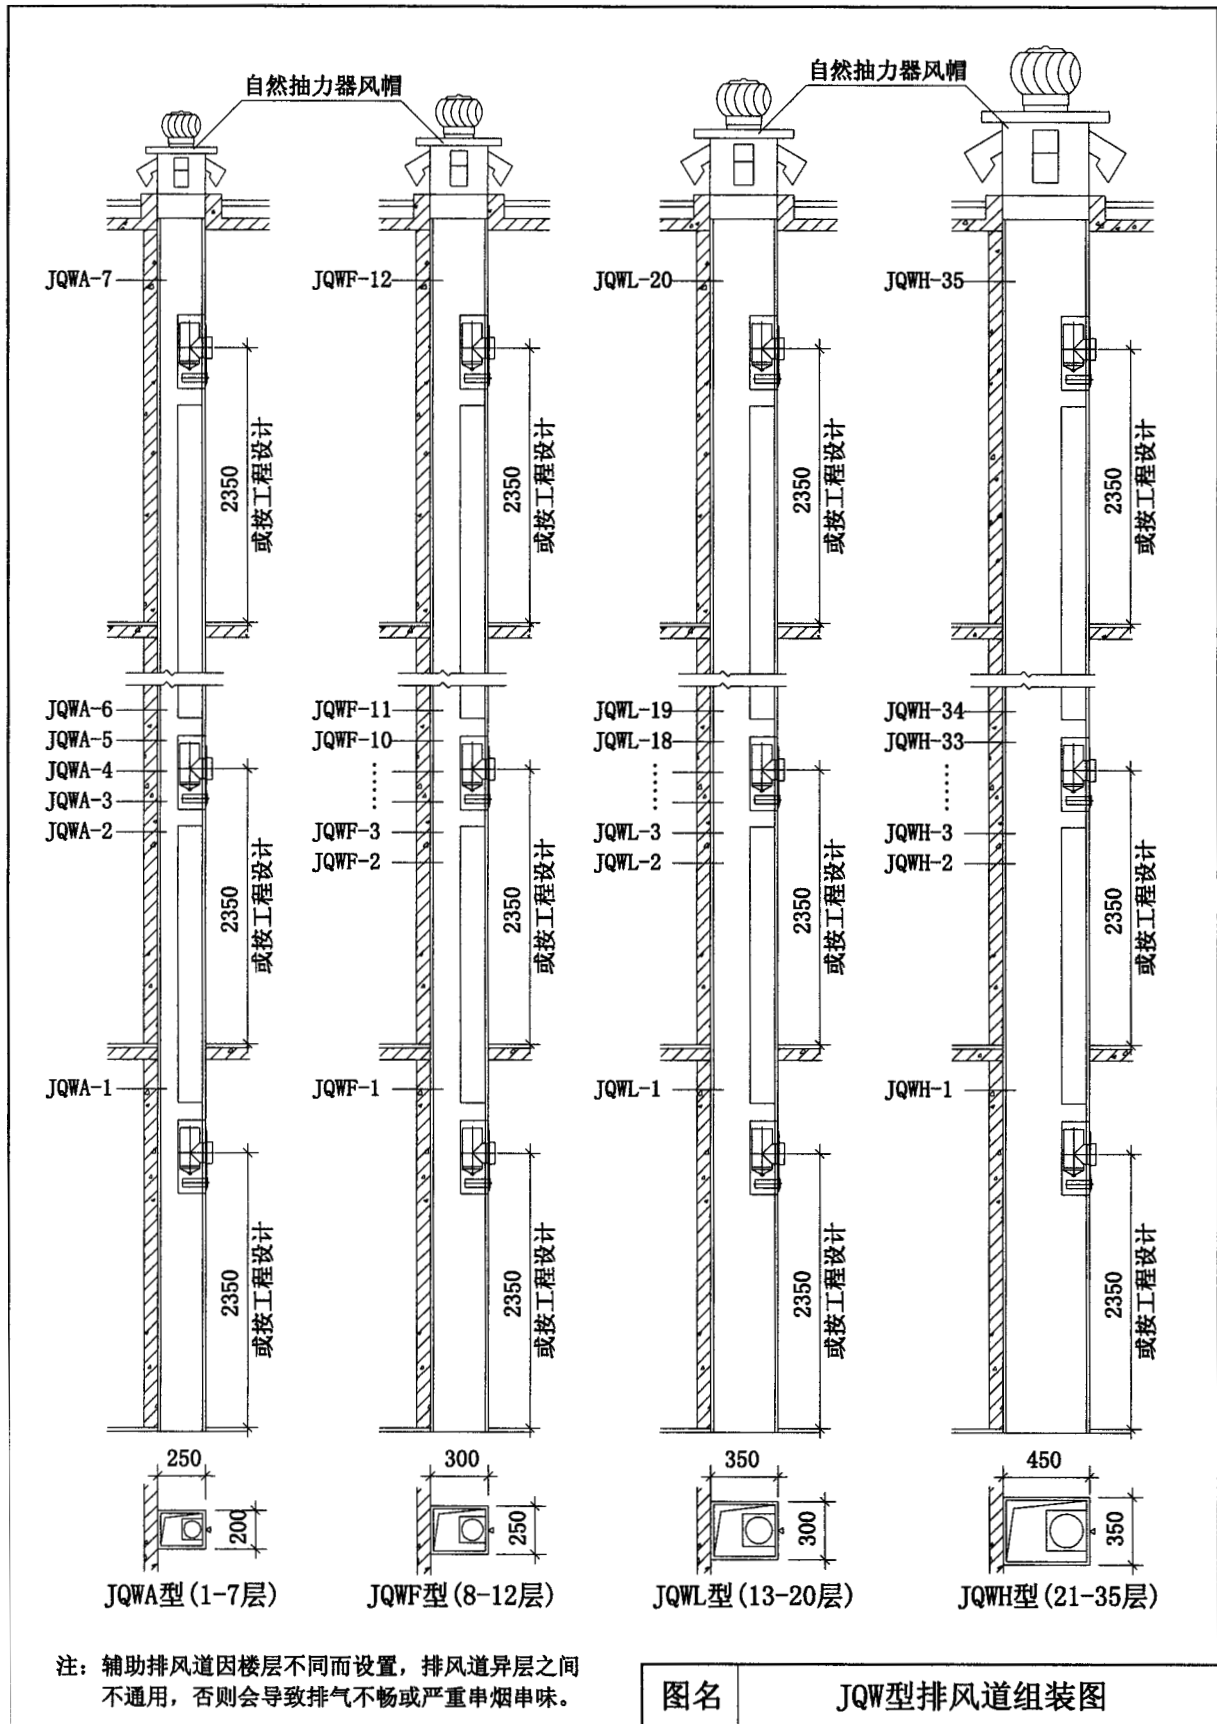 自然抽力器风帽
自然抽力器风帽
JQWA-7
JQWF-12
JQWL-20
JQWH-35
2350
或按工程设计
2350
或按工程设计
2350
或按工程设计
2350
或按工程设计
JQWA-6
JQWF-11
JQWL-19
JQWH-34
JQWA-5
JQWF-10
JQWL-18
JQWH-33
JQWA-4
JQWA-3
JQWA-2
JQWF-3
JQWL-3
JQWH-3
JQWF-2
JQWL-2
JQWH-2
2350
或按工程设计
2350
或按工程设计
2350
或按工程设计
2350
或按工程设计
JQWA-1
JQWF-1
JQWL-1
JQWH-1
2350
或按工程设计
2350
或按工程设计
2350
或按工程设计
2350
或按工程设计
250
300
350
450
200
250
300
350
JQWA型(1-7层)
JQWF型(8-12层)
JQWL型(13-20层)
JQWH型(21-35层)
注：辅助排风道因楼层不同而设置，排风道异层之间
不通用，否则会导致排气不畅或严重串烟串味。
图名
JQW型排风道组装图